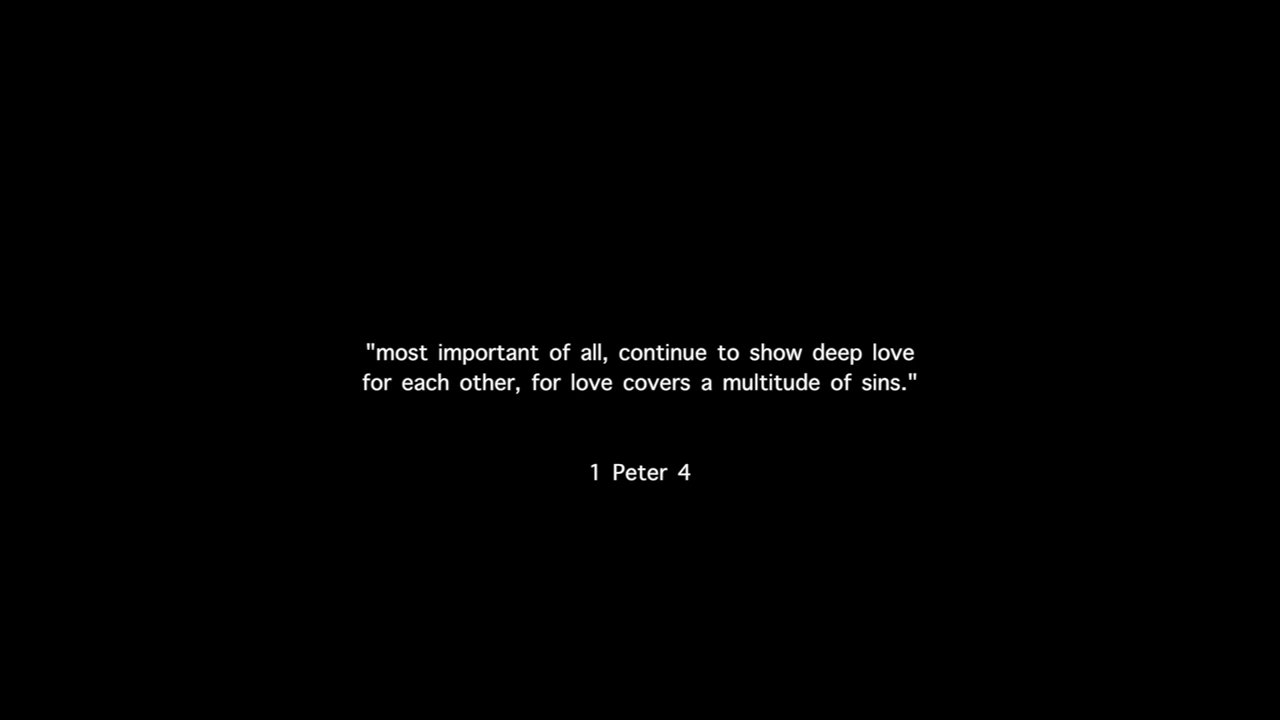 "most important of all, continue to show deep love
for each other, for love covers a multitude of sins."
1 Peter 4